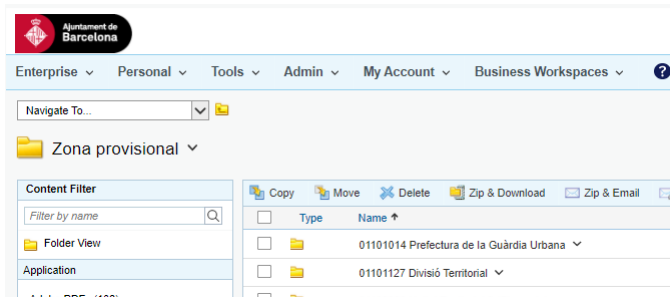 Ajuntament de
Barcelona
Enterprise Personal Tools Admin My Account Business Workspaces ?
Navigate To...
Zona provisional
Content Filter
Copy Move Delete Zip & Download Zip & Email
Filter by name
Type Name
Folder View
01101014 Prefectura de la Guàrdia Urbana
Application
01101127 Divisió Territorial